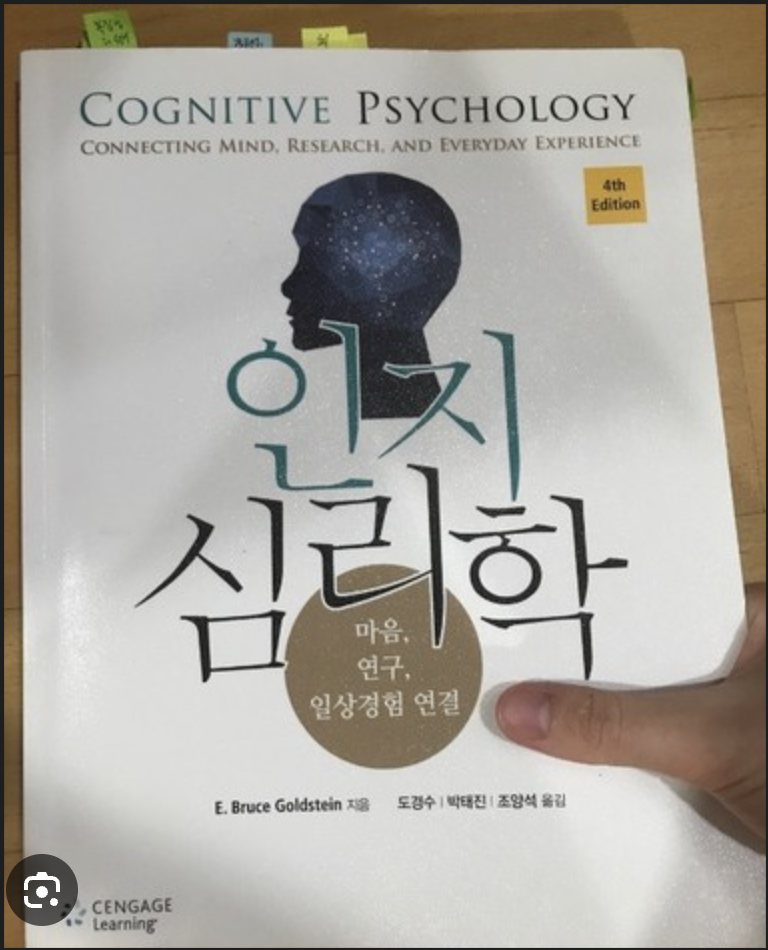 COGNITIVE PSYCHOLOGY
CONNECTING MIND, RESEARCH, AND EVERYDAY EXPERIENCE
4th
Edition
인지
심리학
마음,
연구,
일상경험 연결
E. Bruce Goldstein 지음 도경수 | 박태진 | 조양석 옮김
CENGAGE
Learning